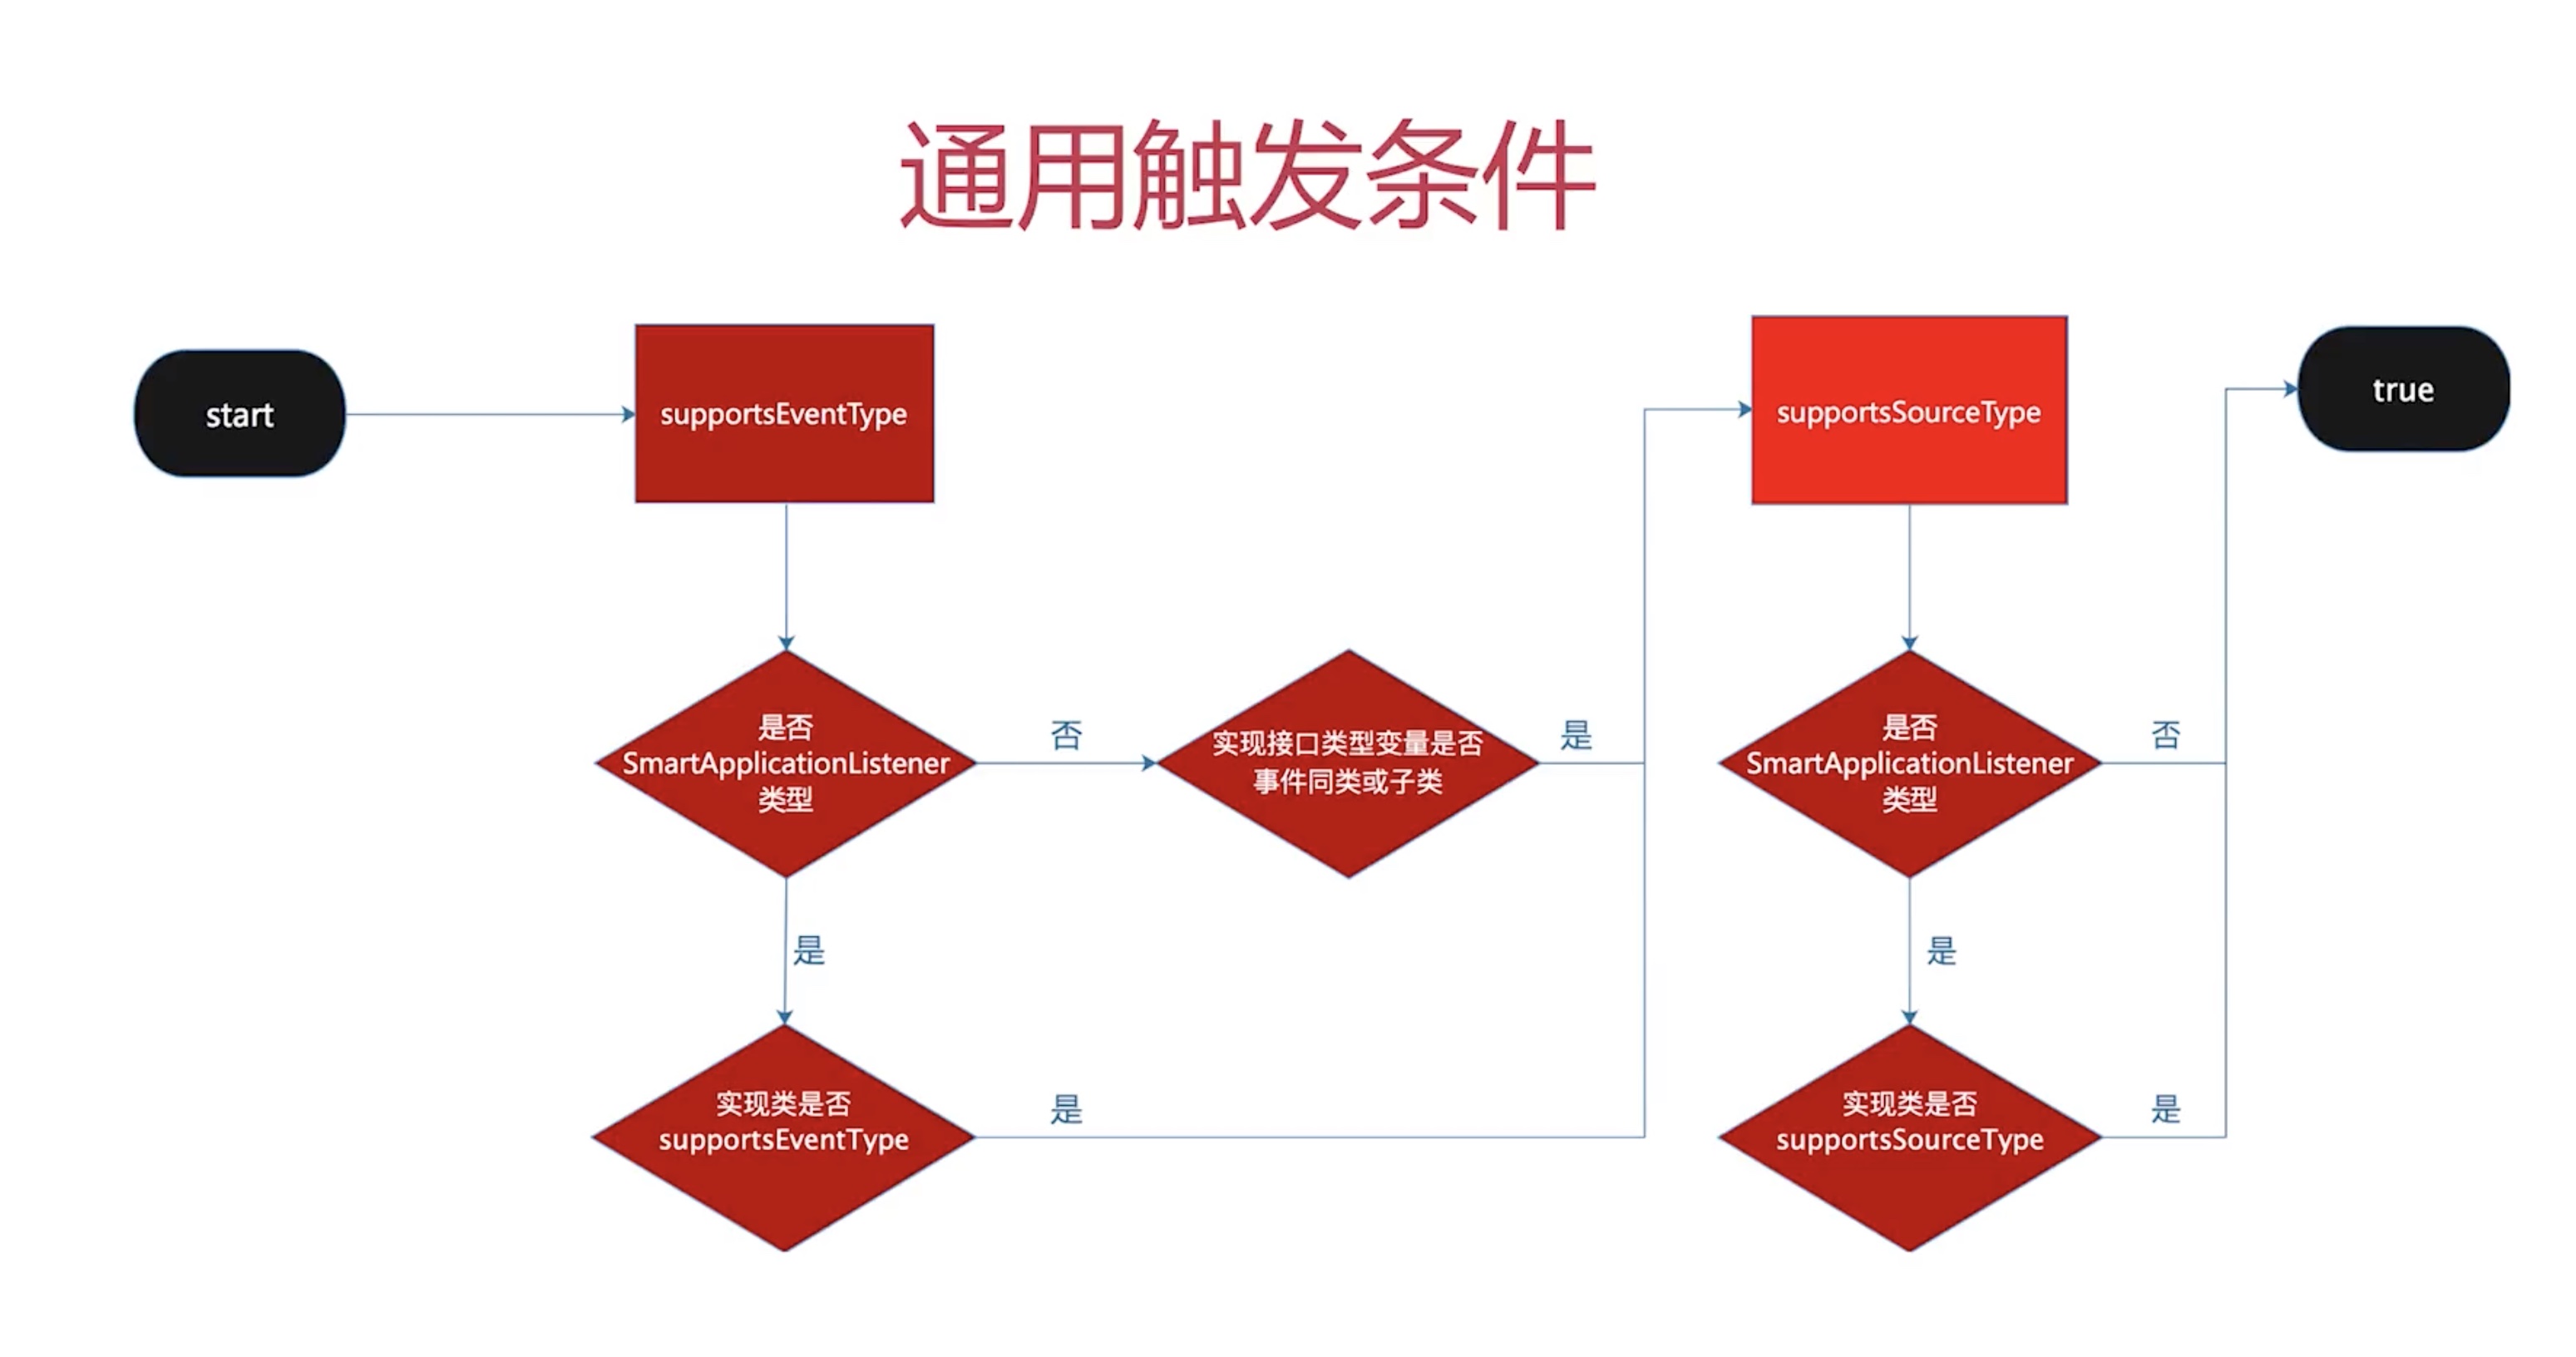 通用触发条件
start
supportsEventType
supportsSourceType
true
是否
SmartApplicationListener
类型
否
实现接口类型变量是否
事件同类或子类
是
是否
SmartApplicationListener
类型
否
是
是
实现类是否
supportsEventType
是
实现类是否
supportsSourceType
是